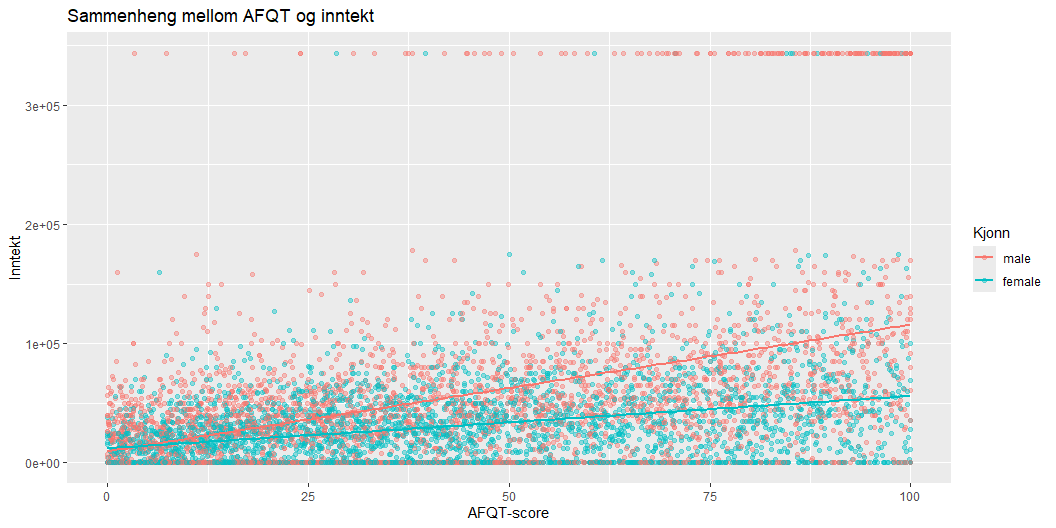 Sammenheng mellom AFQT og inntekt
Inntekt
3e+05
2e+05
1e+05
0e+00
0 25 50 75 100
AFQT-score
Kjonn
male
female